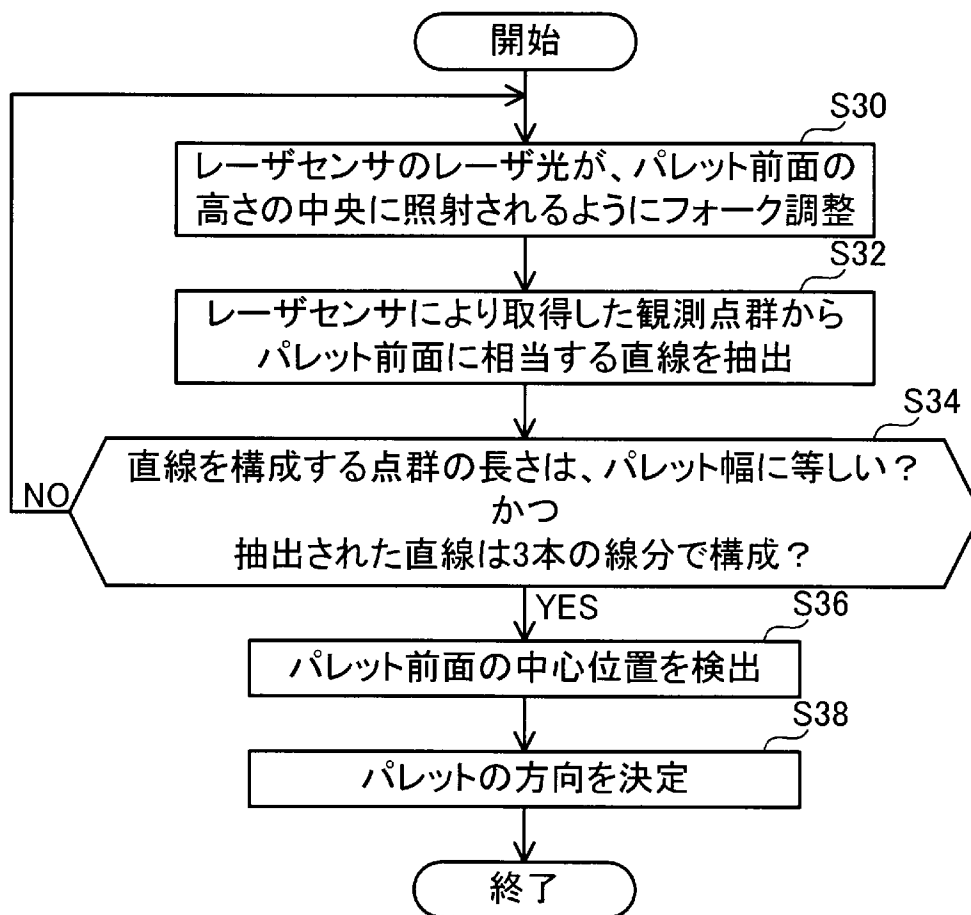 開始
S30
レーザセンサのレーザ光が、パレット前面の
高さの中央に照射されるようにフォーク調整
S32
レーザセンサにより取得した観測点群から
パレット前面に相当する直線を抽出
S34
直線を構成する点群の長さは、パレット幅に等しい?
かつ
抽出された直線は3本の線分で構成?
NO
YES
S36
パレット前面の中心位置を検出
S38
パレットの方向を決定
終了